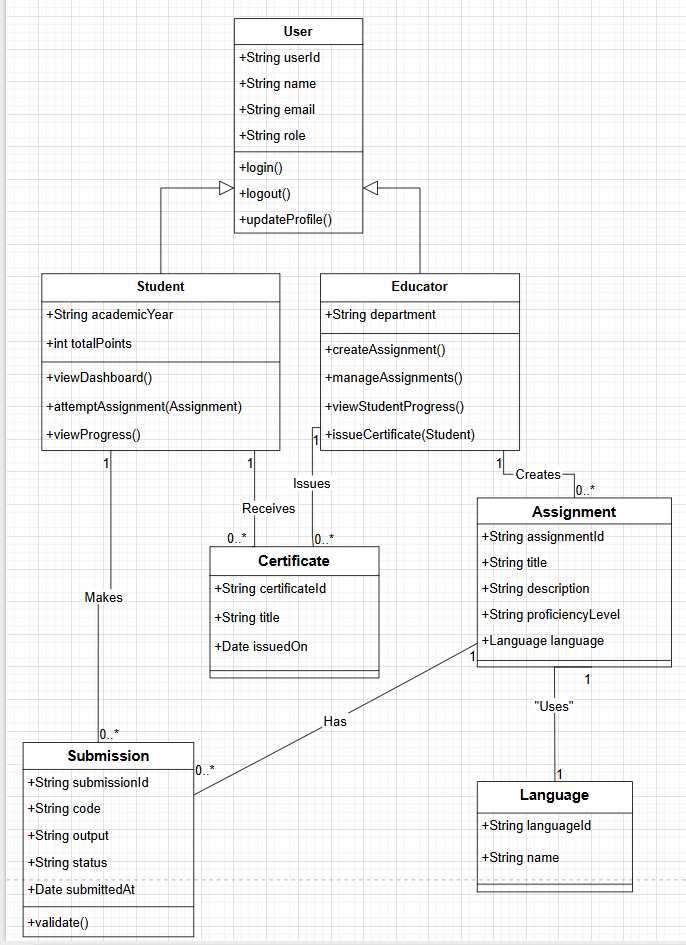 User
+String userId
+String name
+String email
+String role
+login()
+logout()
+updateProfile()
Student
+String academicYear
+int totalPoints
+viewDashboard()
+attemptAssignment(Assignment)
+viewProgress()
Educator
+String department
+createAssignment()
+manageAssignments()
+viewStudentProgress()
+issueCertificate(Student)
1
1
1
1
Issues
Creates
Receives
0..*
0..*
0..*
Certificate
+String certificateId
+String title
+Date issuedOn
Assignment
+String assignmentId
+String title
+String description
+String proficiencyLevel
+Language language
Makes
1
1
"Uses"
Has
0..*
0..*
1
Submission
+String submissionId
+String code
+String output
+String status
+Date submittedAt
+validate()
Language
+String languageId
+String name